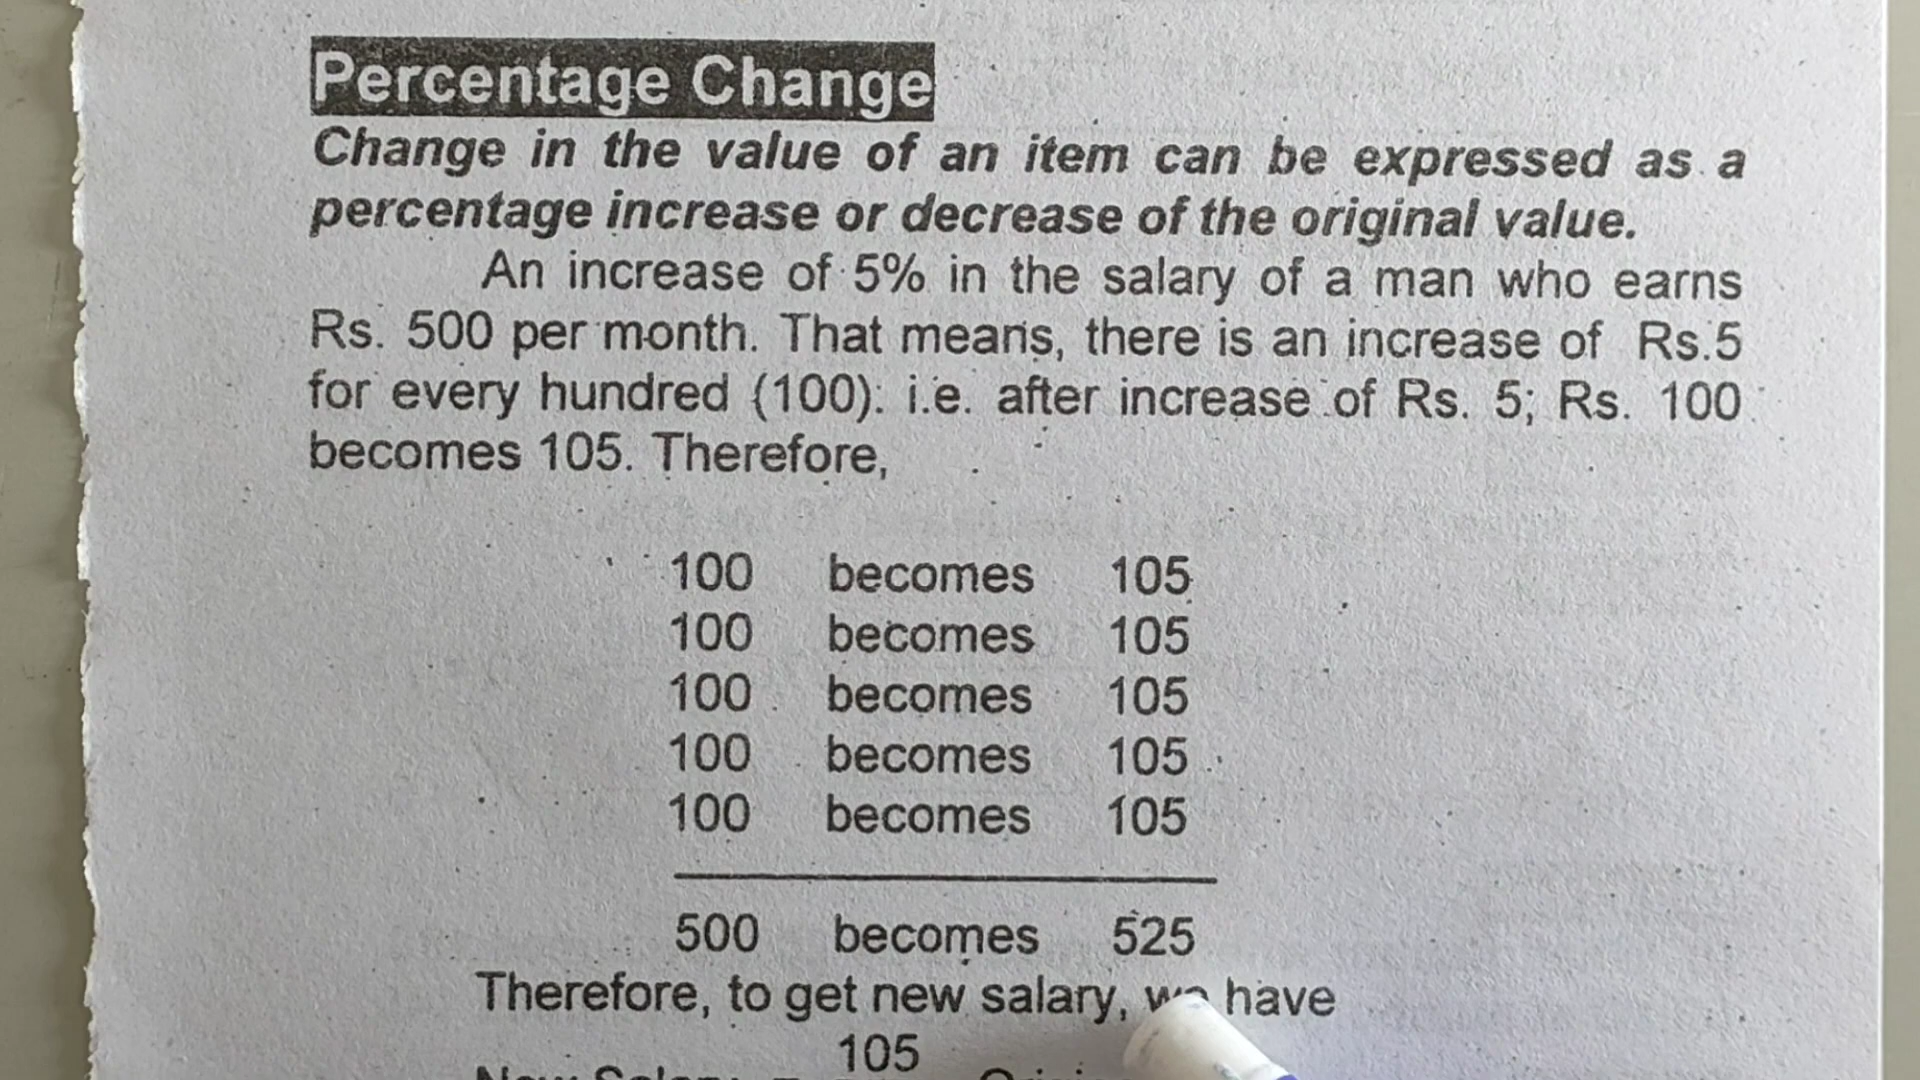 Percentage Change
Change in the value of an item can be expressed as a
percentage increase or decrease of the original value.
An increase of 5% in the salary of a man who earns
Rs. 500 per month. That means, there is an increase of Rs.5
for every hundred (100): i.e. after increase of Rs. 5; Rs. 100
becomes 105. Therefore,
100 becomes 105
100 becomes 105
100 becomes 105
100 becomes 105
100 becomes 105
500 becomes 525
Therefore, to get new salary, we have
105